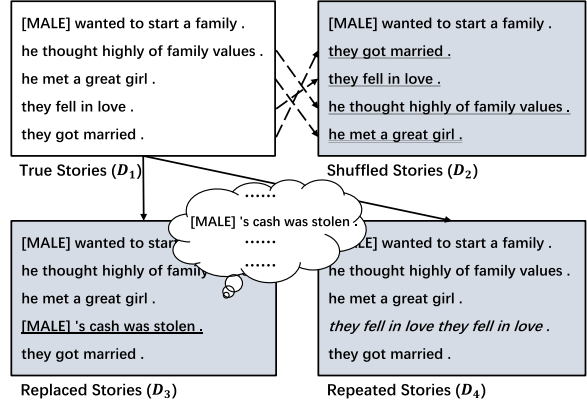 [MALE] wanted to start a family .
he thought highly of family values .
he met a great girl .
they fell in love .
they got married .
True Stories (D1)
[MALE] wanted to start a family .
they got married .
they fell in love .
he thought highly of family values .
he met a great girl .
Shuffled Stories (D2)
......
[MALE] 's cash was stolen .
......
......
[MALE] wanted to
he thought highly of
he met a great girl .
[MALE] 's cash was stolen .
they got married .
Replaced Stories (D3)
wanted to start a family .
he thought highly of family values .
he met a great girl .
they fell in love they fell in love .
they got married .
Repeated Stories (D4)